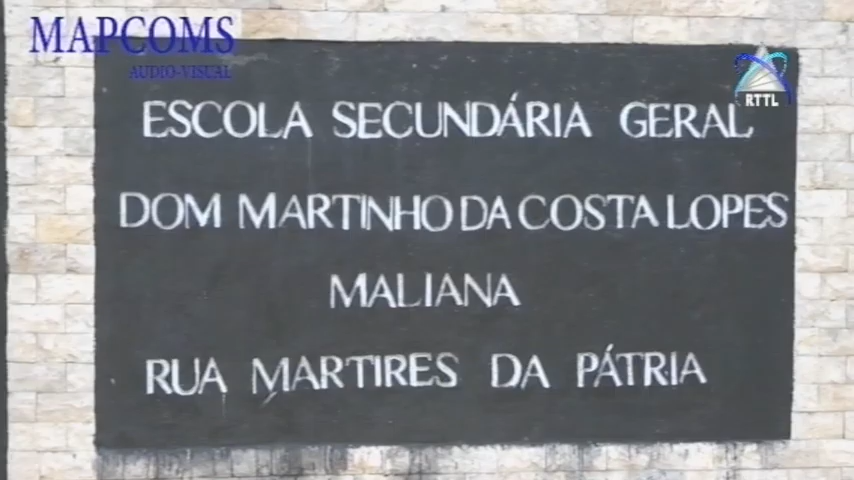 MAPCOMS
AUDIO-VISUAL
RTTL
ESCOLA SECUNDÁRIA GERAL
DOM MARTINHO DA COSTA LOPES
MALIANA
RUA MARTIRES DA PÁTRIA